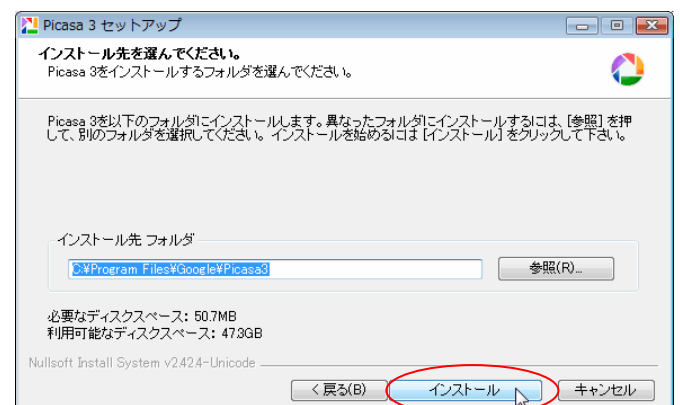 Picasa 3 セットアップ
インストール先を選んでください。
Picasa 3をインストールするフォルダを選んでください。
Picasa 3を以下のフォルダにインストールします。異なったフォルダにインストールするには、[参照] を押
して、別のフォルダを選択してください。 インストールを始めるには [インストール] をクリックして下さい。
インストール先 フォルダ
C:¥Program Files¥Google¥Picasa3
参照(R)...
必要なディスクスペース: 50.7MB
利用可能なディスクスペース: 47.3GB
Nullsoft Install System v2.42.4-Unicode
< 戻る(B)
インストール
キャンセル